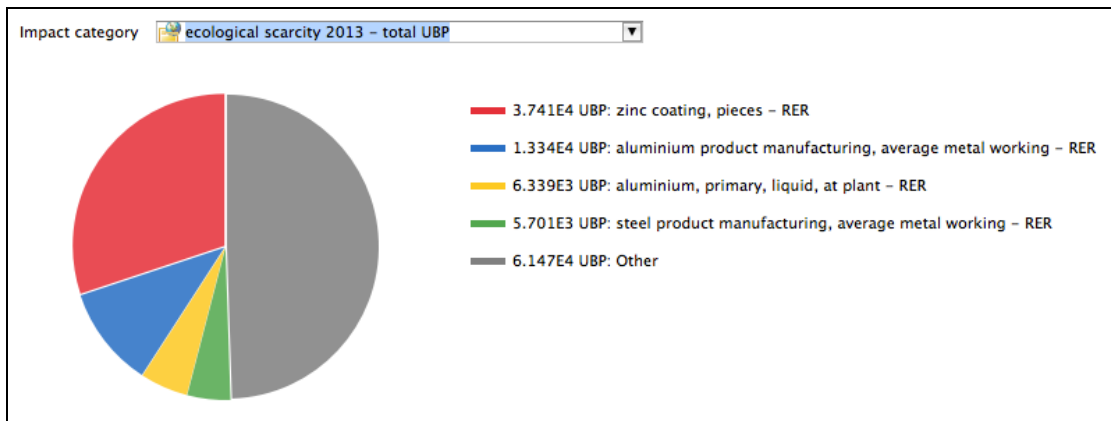 Impact category ecological scarcity 2013 – total UBP
3.741E4 UBP: zinc coating, pieces – RER
1.334E4 UBP: aluminium product manufacturing, average metal working – RER
6.339E3 UBP: aluminium, primary, liquid, at plant – RER
5.701E3 UBP: steel product manufacturing, average metal working – RER
6.147E4 UBP: Other